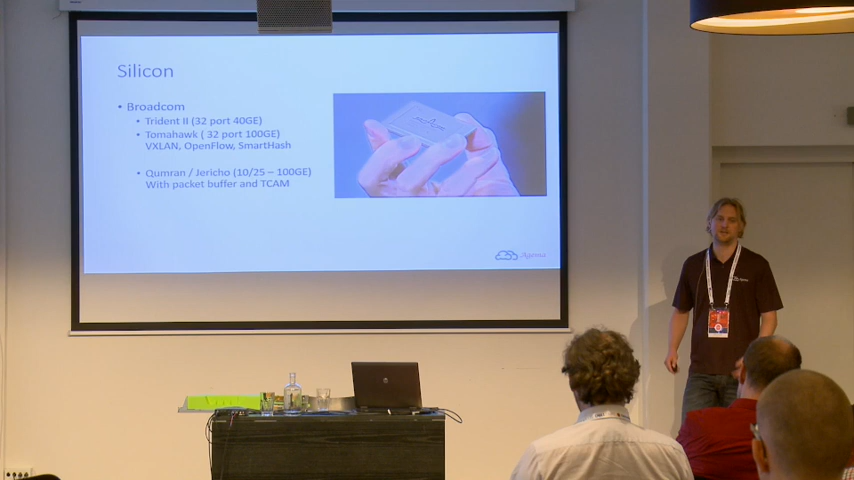 Silicon
• Broadcom
• Trident II (32 port 40GE)
• Tomahawk ( 32 port 100GE)
VXLAN, OpenFlow, SmartHash
• Qumran / Jericho (10/25 – 100GE)
With packet buffer and TCAM
Agema